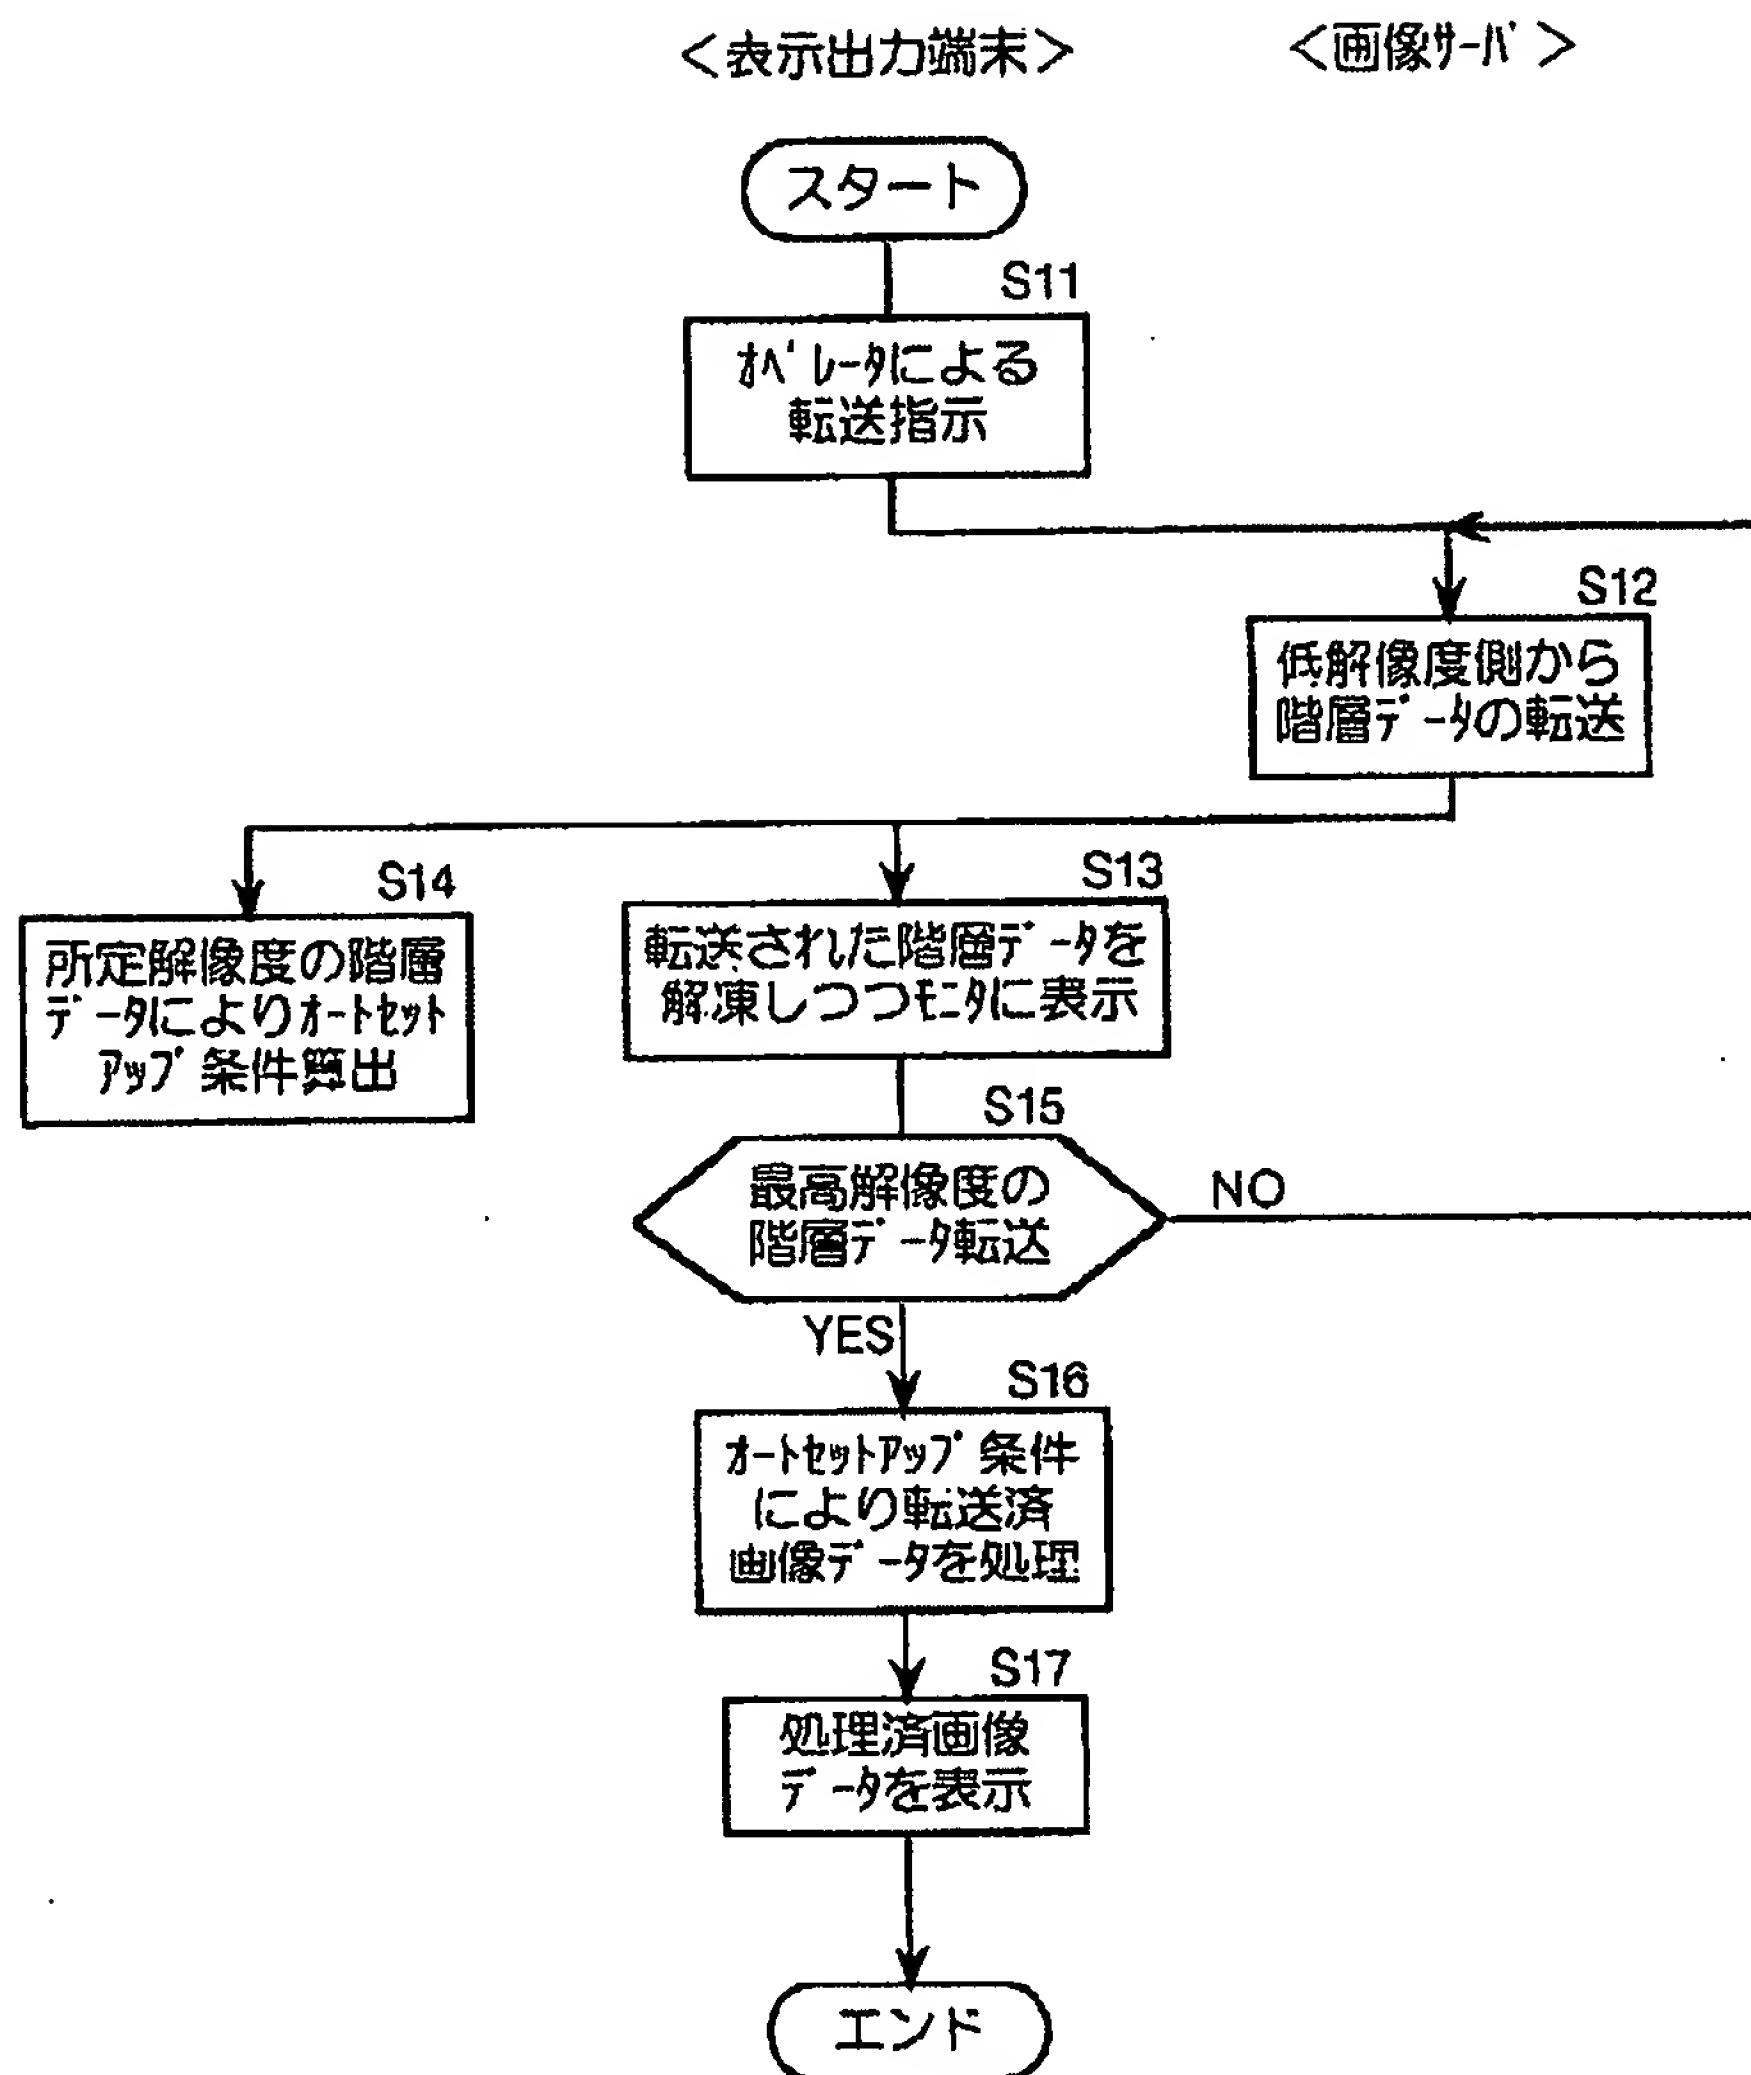 ＜表示出力端末＞
＜画像ｻｰﾊﾞ＞
スタート
S11
ｵﾍﾟﾚｰﾀによる
転送指示
S12
低解像度側から
階層ﾃﾞｰﾀの転送
S14
所定解像度の階層
ﾃﾞｰﾀによりｵｰﾄｾｯﾄ
ｱｯﾌﾟ条件算出
S13
転送された階層ﾃﾞｰﾀを
解凍しつつﾓﾆﾀに表示
S15
最高解像度の
階層ﾃﾞｰﾀ転送
NO
YES
S16
ｵｰﾄｾｯﾄｱｯﾌﾟ条件
により転送済
画像ﾃﾞｰﾀを処理
S17
処理済画像
ﾃﾞｰﾀを表示
エンド